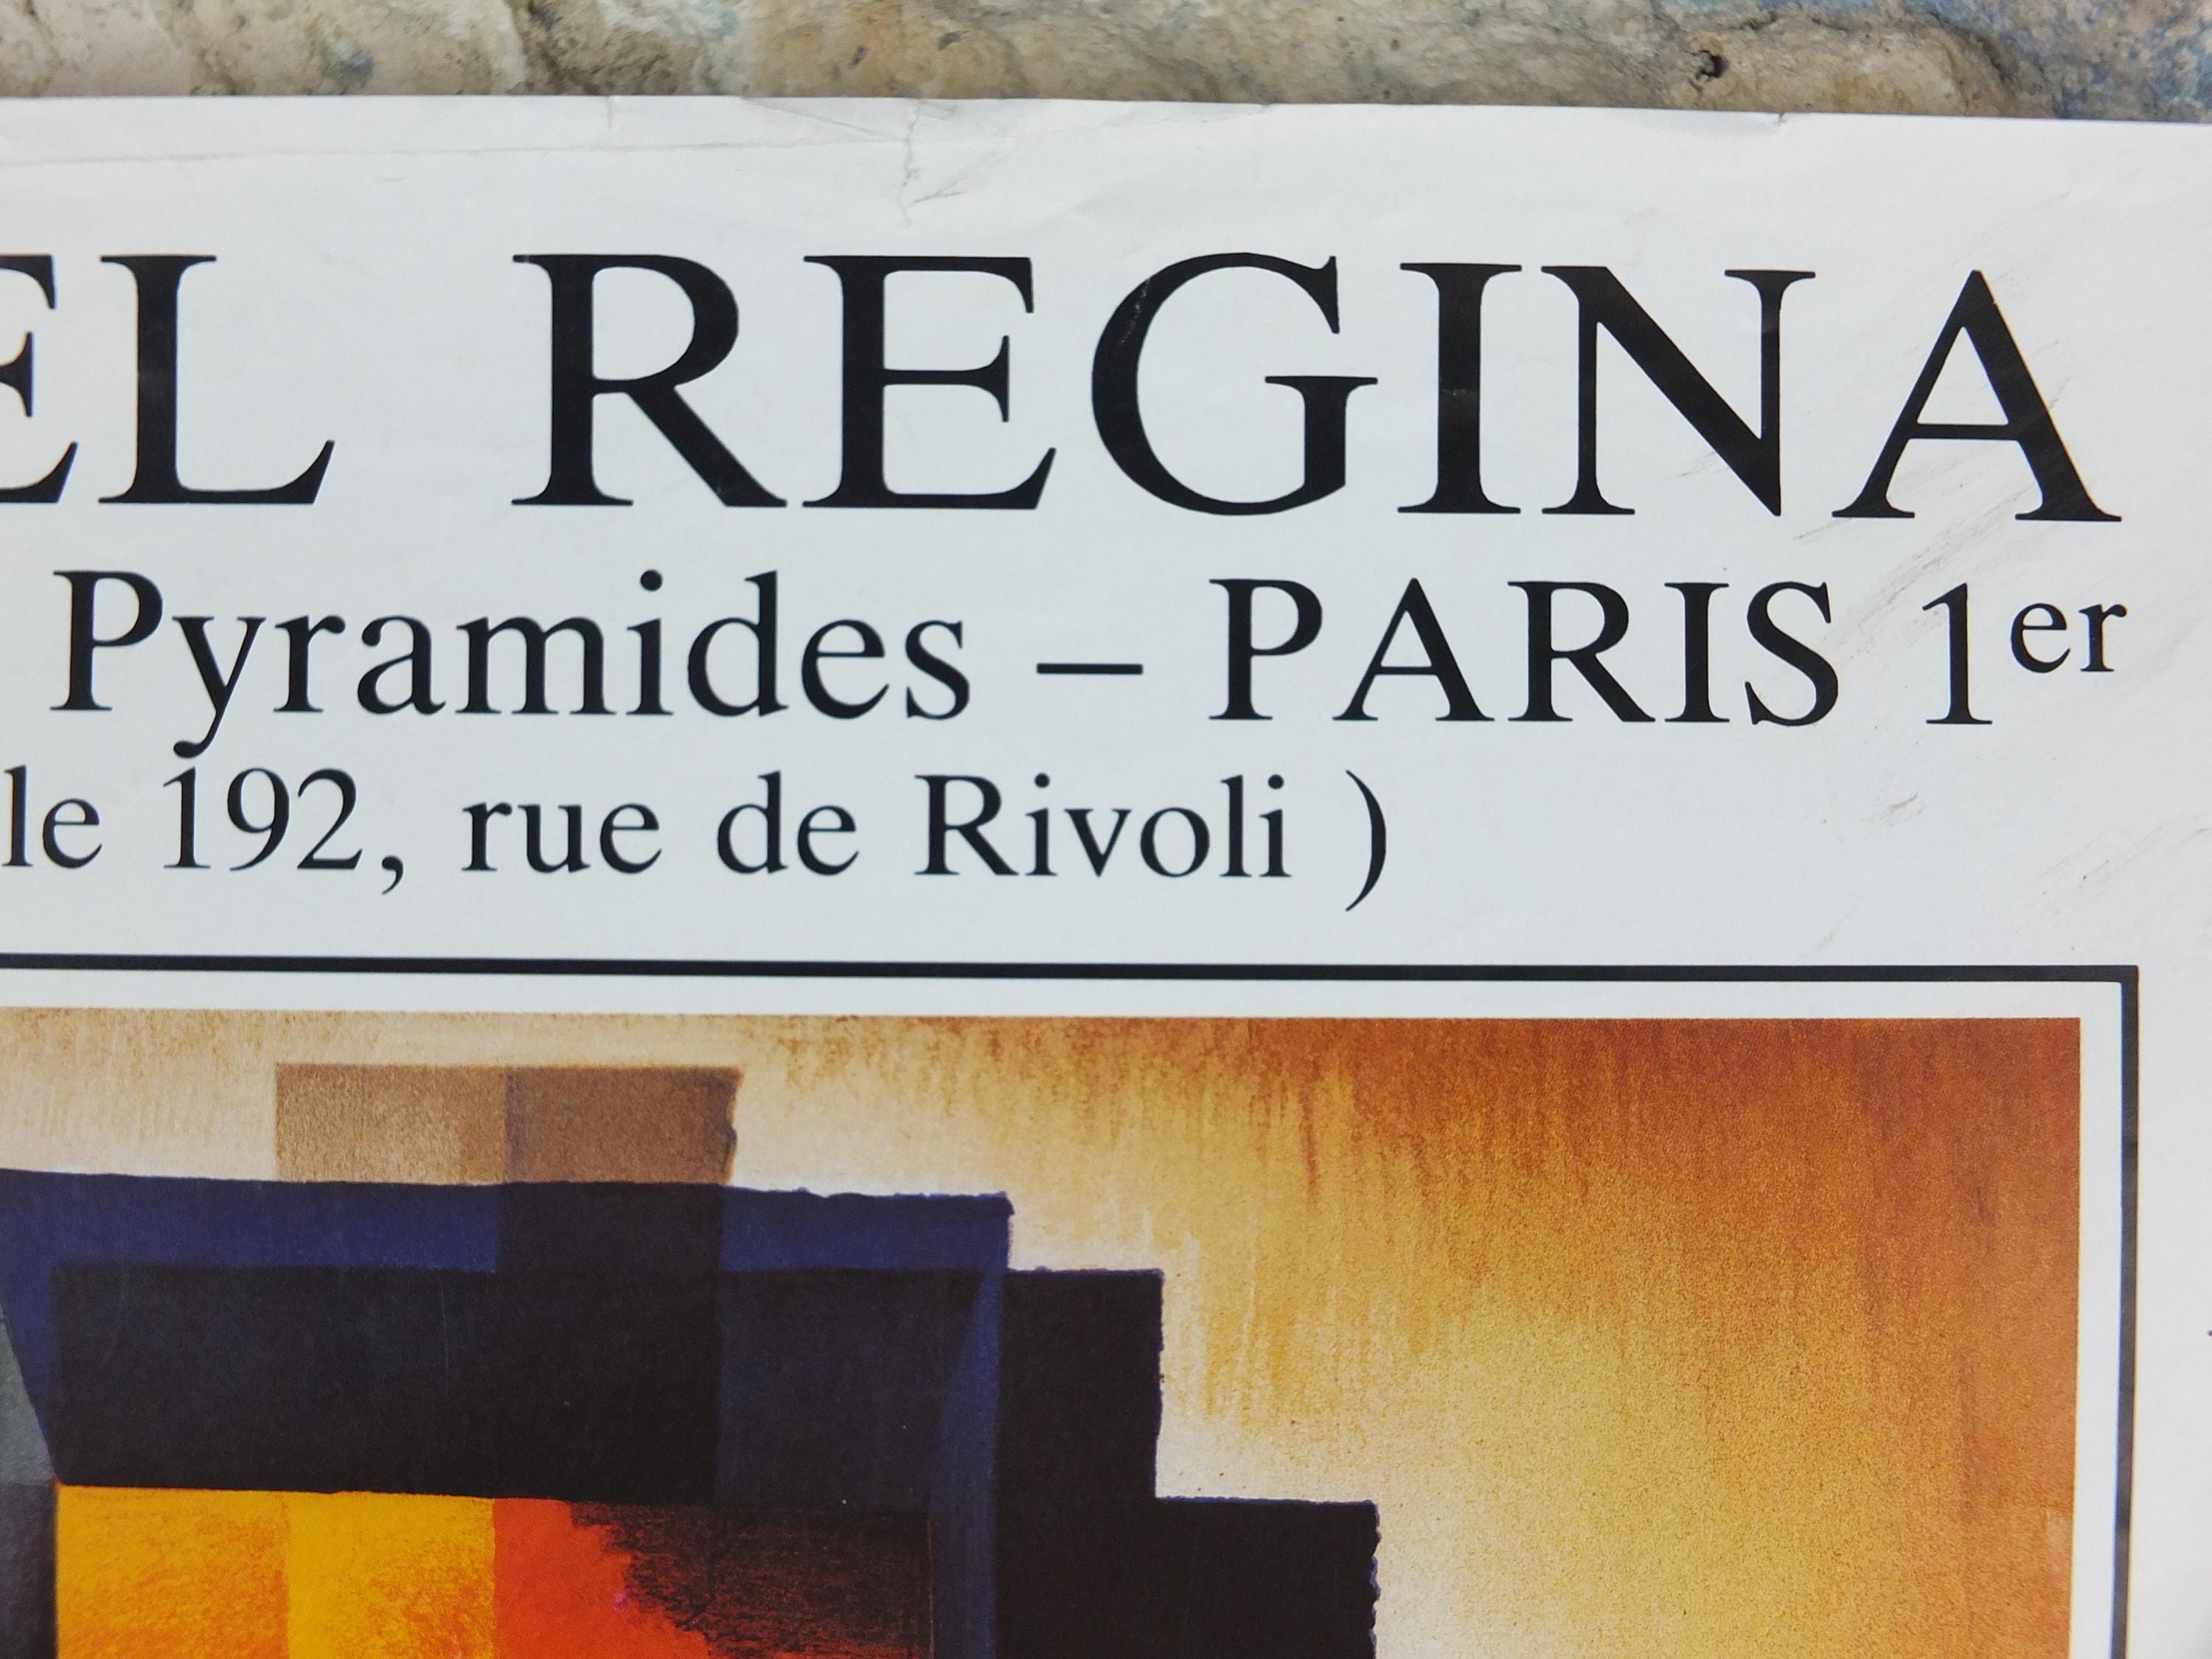 EL REGINA
Pyramides – PARIS 1er
le 192, rue de Rivoli )